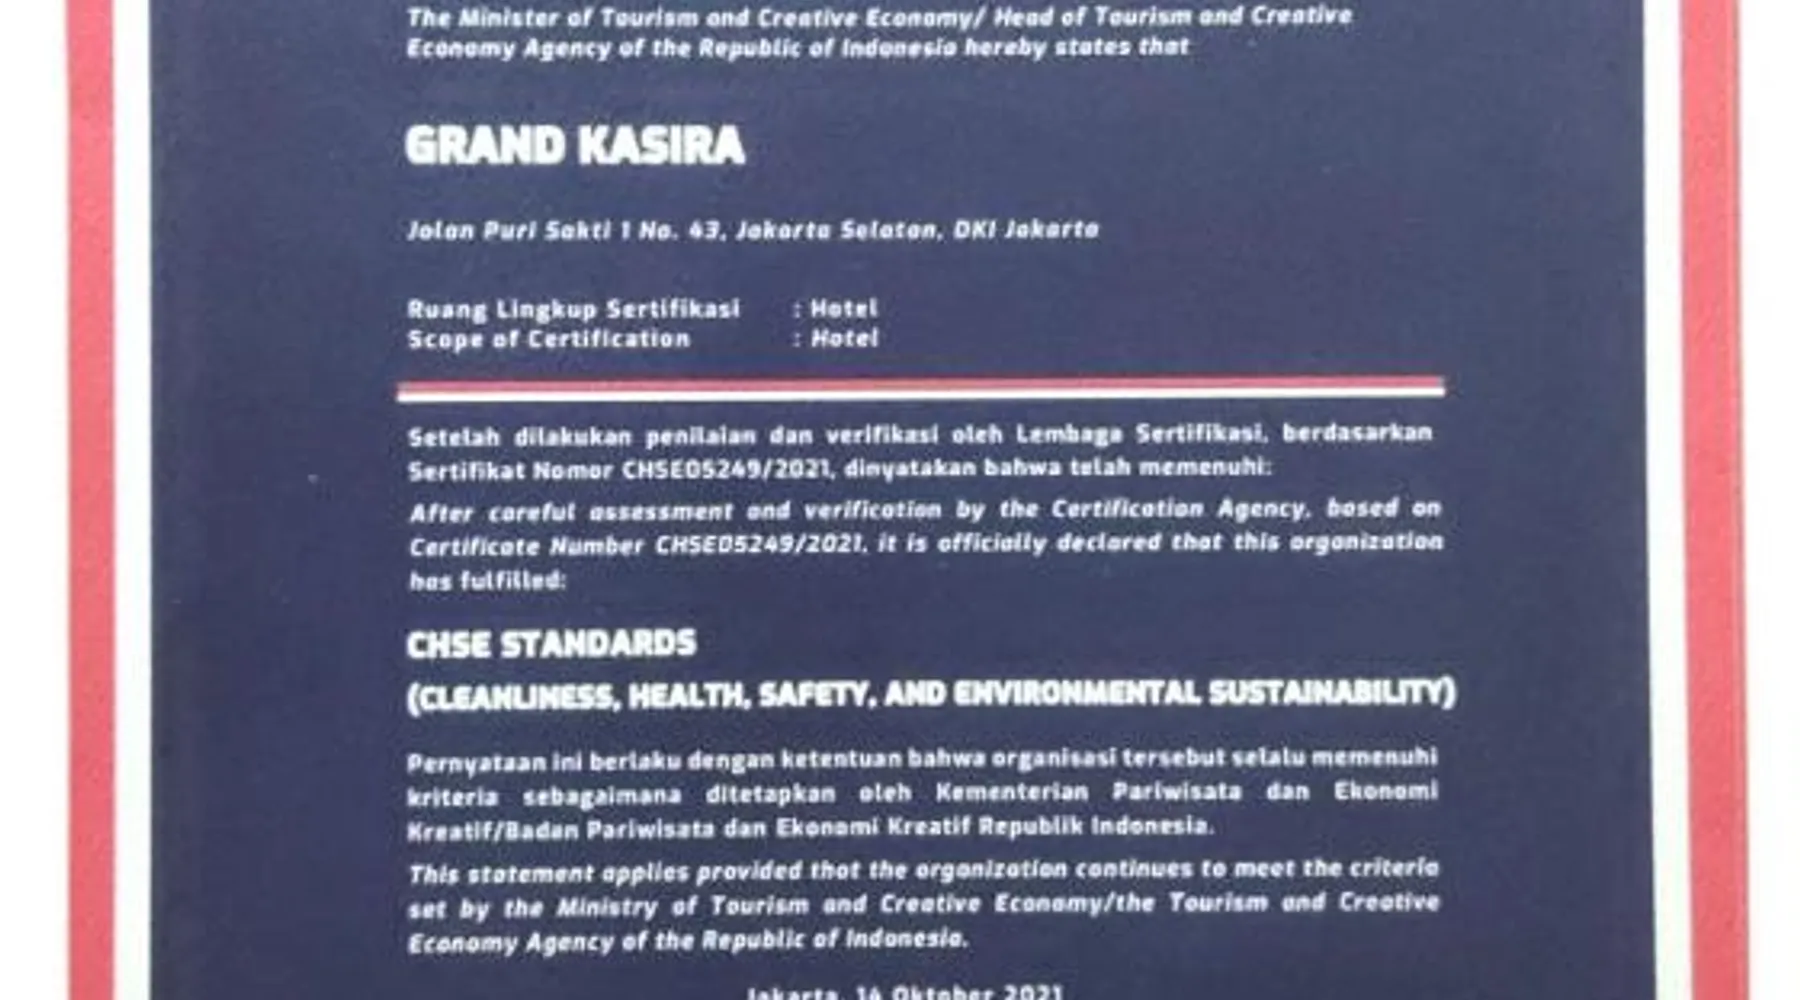 The Minister of Tourism and Creative Economy/ Head of Tourism and Creative
Economy Agency of the Republic of Indonesia hereby states that
GRAND KASIRA
Jalan Puri Sakti 1 No. 43, Jakarta Selatan, DKI Jakarta
Ruang Lingkup Sertifikasi : Hotel
Scope of Certification : Hotel
Setelah dilakukan penilaian dan verifikasi oleh Lembaga Sertifikasi, berdasarkan
Sertifikat Nomor CHSE05249/2021, dinyatakan bahwa telah memenuhi:
After careful assessment and verification by the Certification Agency, based on
Certificate Number CHSE05249/2021, it is officially declared that this organization
has fulfilled:
CHSE STANDARDS
(CLEANLINESS, HEALTH, SAFETY, AND ENVIRONMENTAL SUSTAINABILITY)
Pernyataan ini berlaku dengan ketentuan bahwa organisasi tersebut selalu memenuhi
kriteria sebagaimana ditetapkan oleh Kementerian Pariwisata dan Ekonomi
Kreatif/Badan Pariwisata dan Ekonomi Kreatif Republik Indonesia.
This statement applies provided that the organization continues to meet the criteria
set by the Ministry of Tourism and Creative Economy/the Tourism and Creative
Economy Agency of the Republic of Indonesia.
Jakarta, 14 Oktober 2021